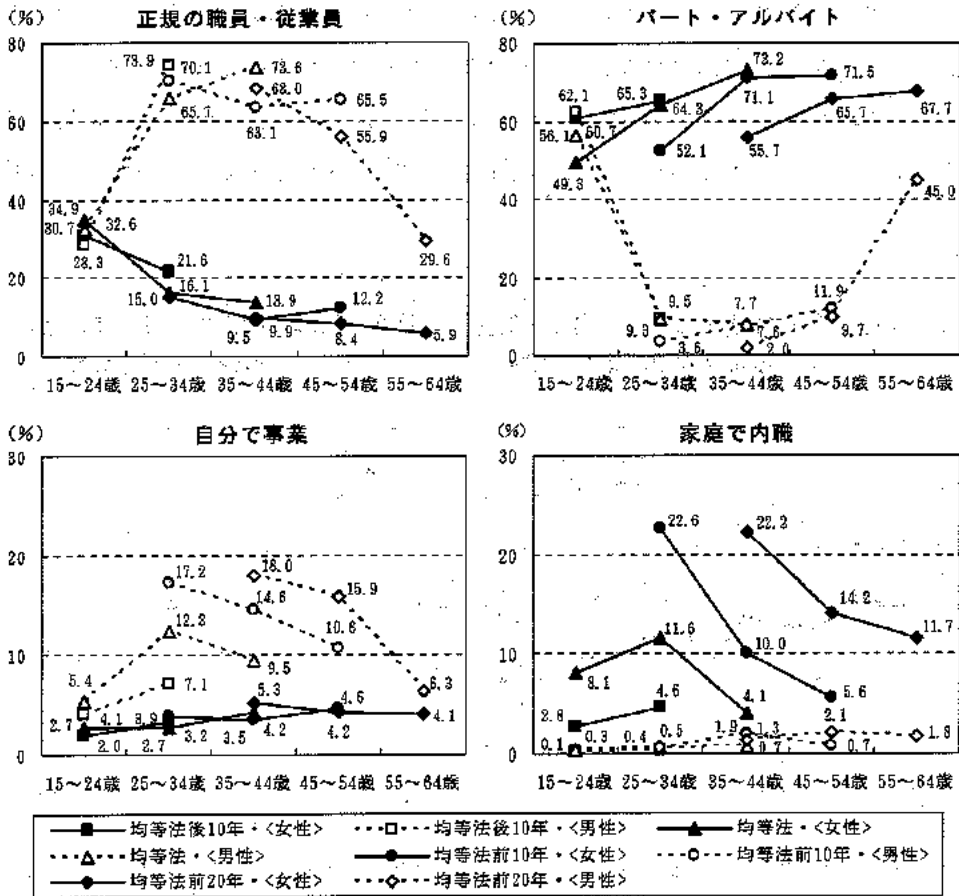 (%) 正規の職員・従業員
80
60
40
20
0
73.9 70.1 73.6
65.7 68.0 65.5
63.1 55.9
34.9 32.6
30.7 28.3
21.6
15.0 16.1 13.9 12.2
9.5 9.9 8.4 5.9
29.6
15～24歳 25～34歳 35～44歳 45～54歳 55～64歳
(%) パート・アルバイト
80
60
40
20
0
62.1 65.3 73.2 71.5
56.1 60.7 64.3 71.1 65.7 67.7
49.3 52.1 55.7
45.0
9.5 7.7 11.9
9.3 3.6 7.6 2.0 9.7
15～24歳 25～34歳 35～44歳 45～54歳 55～64歳
(%) 自分で事業
30
20
10
0
17.2 18.0 15.9
12.3 14.6 10.6
5.4 7.1 9.5 6.3
2.7 4.1 3.9 5.3 4.6 4.1
2.0 2.7 3.2 3.5 4.2 4.2
15～24歳 25～34歳 35～44歳 45～54歳 55～64歳
(%) 家庭で内職
30
20
10
0
22.6 22.2
14.2 11.7
8.1 11.6 10.0
2.8 4.6 4.1 5.6
0.1 0.3 0.4 0.5 1.9 1.3 0.7 2.1 0.7 1.8
15～24歳 25～34歳 35～44歳 45～54歳 55～64歳
均等法後10年・<女性> 均等法後10年・<男性> 均等法・<女性>
均等法・<男性> 均等法前10年・<女性> 均等法前10年・<男性>
均等法前20年・<女性> 均等法前20年・<男性>